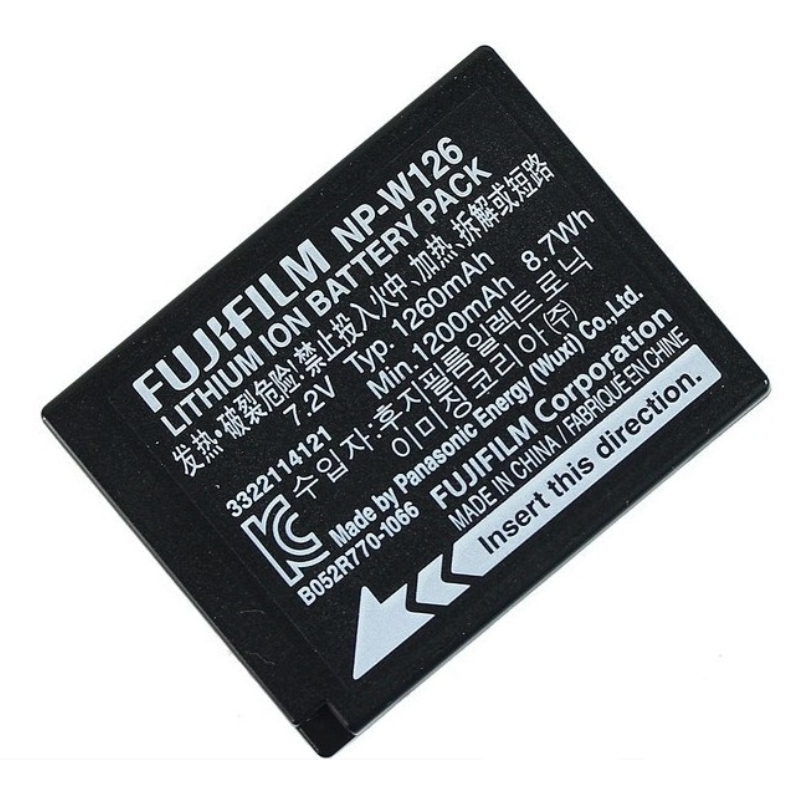 FUJIFILM NP-W126
LITHIUM ION BATTERY PACK
发热·破裂危险:禁止投入火中、加热、拆解或短路
7.2V Typ. 1260mAh
Min. 1200mAh 8.7Wh
3322114121 수입자:후지필름일렉트로닉
이미징코리아(주)
Made by Panasonic Energy (Wuxi) Co., Ltd.
B052R770-1066 FUJIFILM Corporation
MADE IN CHINA / FABRIQUÉ EN CHINE
Insert this direction.